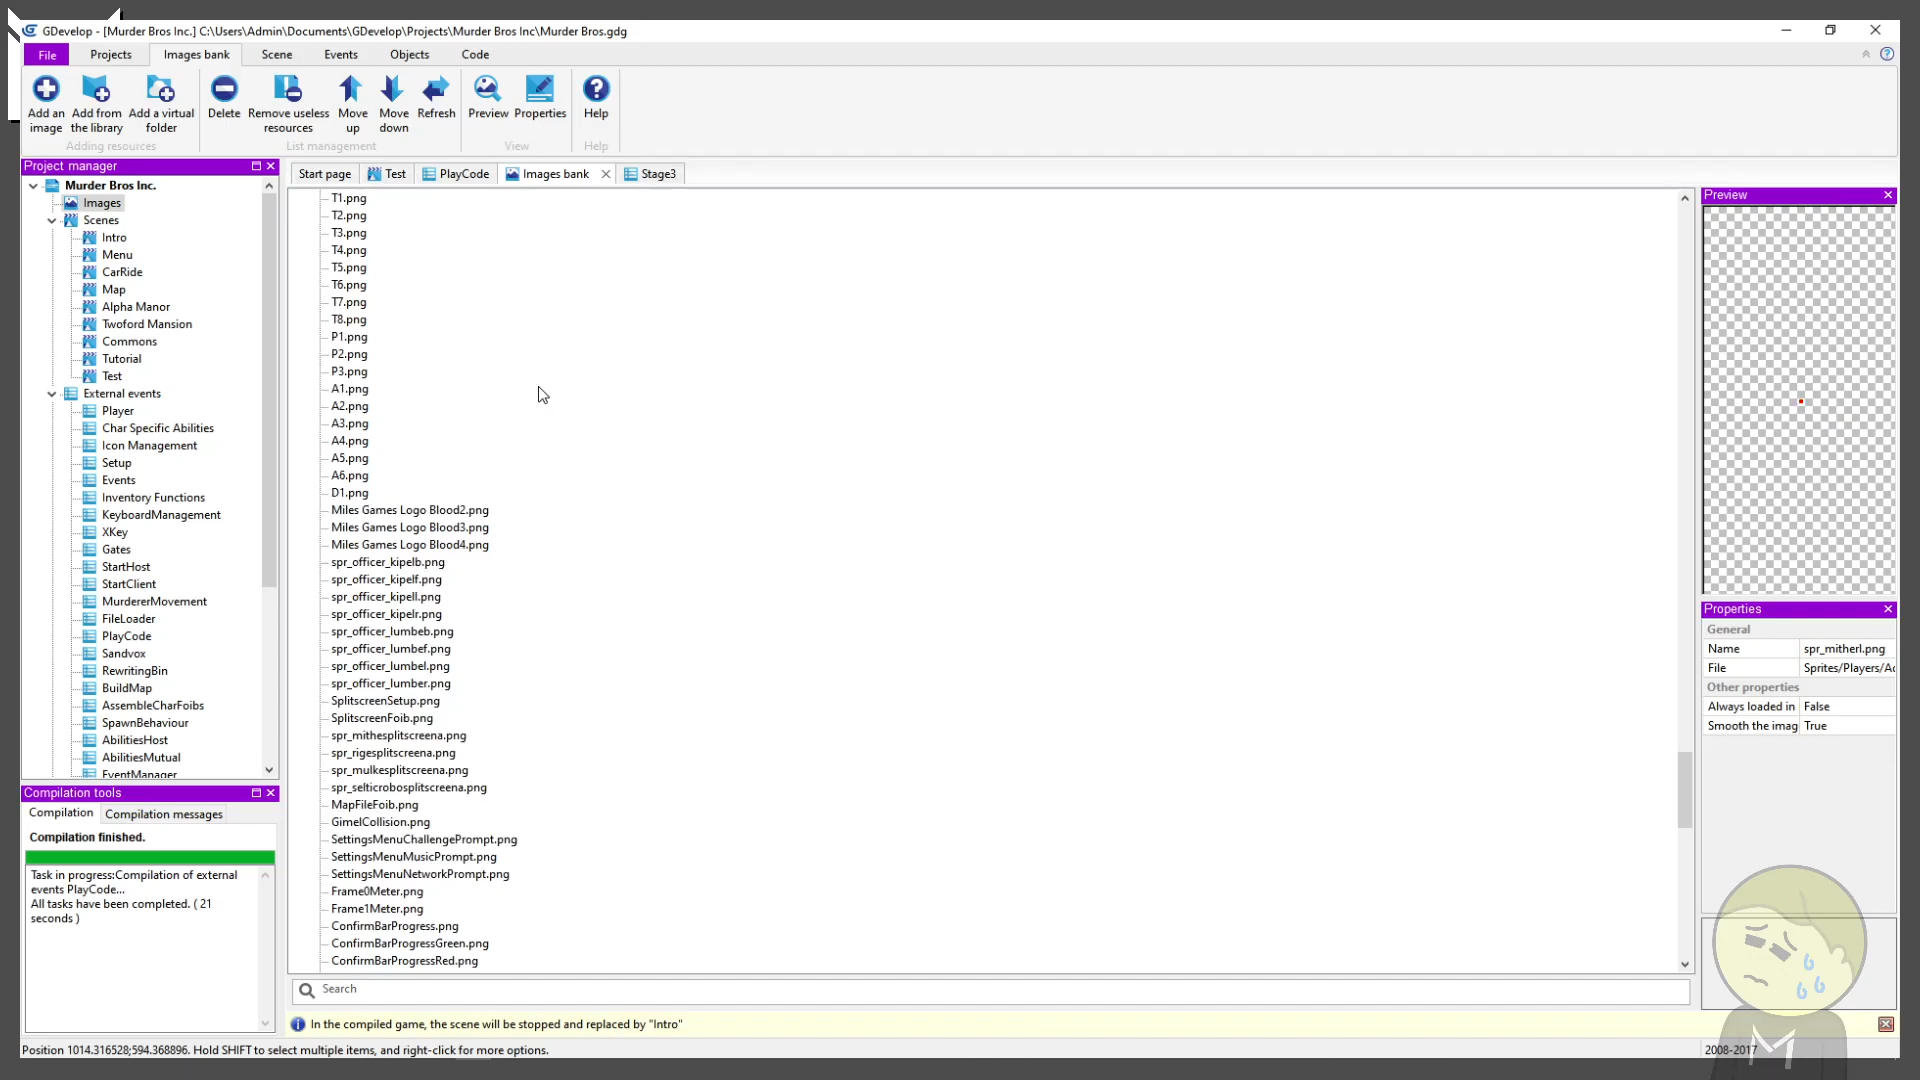 GDevelop - [Murder Bros Inc.] C:\Users\Admin\Documents\GDevelop\Projects\Murder Bros Inc\Murder Bros.gdg
File
Projects
Images bank
Scene
Events
Objects
Code
Add an image
Add from the library
Add a virtual folder
Delete
Remove useless resources
Move up
Move down
Refresh
Preview
Properties
Help
Adding resources
List management
View
Help
Project manager
Murder Bros Inc.
Images
Scenes
Intro
Menu
CarRide
Map
Alpha Manor
Twoford Mansion
Commons
Tutorial
Test
External events
Player
Char Specific Abilities
Icon Management
Setup
Events
Inventory Functions
KeyboardManagement
XKey
Gates
StartHost
StartClient
MurdererMovement
FileLoader
PlayCode
Sandvox
RewritingBin
BuildMap
AssembleCharFoibs
SpawnBehaviour
AbilitiesHost
AbilitiesMutual
EventManager
Compilation tools
Compilation
Compilation messages
Compilation finished.
Task in progress:Compilation of external
events PlayCode...
All tasks have been completed. ( 21
seconds )
Start page
Test
PlayCode
Images bank
Stage3
T1.png
T2.png
T3.png
T4.png
T5.png
T6.png
T7.png
T8.png
P1.png
P2.png
P3.png
A1.png
A2.png
A3.png
A4.png
A5.png
A6.png
D1.png
Miles Games Logo Blood2.png
Miles Games Logo Blood3.png
Miles Games Logo Blood4.png
spr_officer_kipelb.png
spr_officer_kipelf.png
spr_officer_kipell.png
spr_officer_kipelr.png
spr_officer_lumbeb.png
spr_officer_lumbef.png
spr_officer_lumbel.png
spr_officer_lumber.png
SplitscreenSetup.png
SplitscreenFoib.png
spr_mithesplitscreena.png
spr_rigesplitscreena.png
spr_mulkesplitscreena.png
spr_selticrobosplitscreena.png
MapFileFoib.png
GimelCollision.png
SettingsMenuChallengePrompt.png
SettingsMenuMusicPrompt.png
SettingsMenuNetworkPrompt.png
Frame0Meter.png
Frame1Meter.png
ConfirmBarProgress.png
ConfirmBarProgressGreen.png
ConfirmBarProgressRed.png
Search
In the compiled game, the scene will be stopped and replaced by "Intro"
Preview
Properties
General
Name spr_mitherl.png
File Sprites/Players/Ac
Other properties
Always loaded in False
Smooth the imag True
Position 1014.316528;594.368896. Hold SHIFT to select multiple items, and right-click for more options.
2008-2017
M